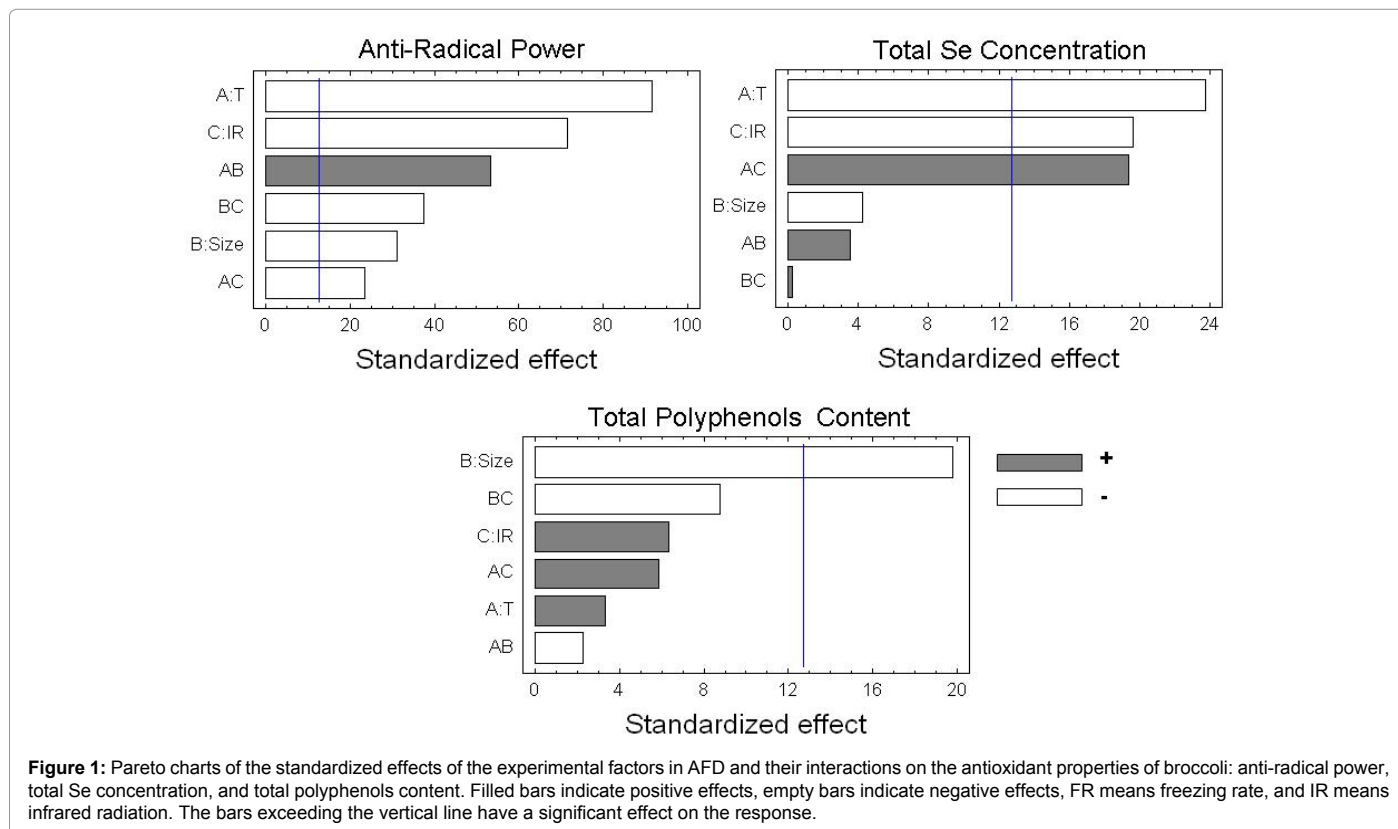 Anti-Radical Power
A:T
C:IR
AB
BC
B:Size
AC
0 20 40 60 80 100
Standardized effect
Total Se Concentration
A:T
C:IR
AC
B:Size
AB
BC
0 4 8 12 16 20 24
Standardized effect
Total Polyphenols Content
B:Size
BC
C:IR
AC
A:T
AB
0 4 8 12 16 20
Standardized effect
+
-
Figure 1: Pareto charts of the standardized effects of the experimental factors in AFD and their interactions on the antioxidant properties of broccoli: anti-radical power,
total Se concentration, and total polyphenols content. Filled bars indicate positive effects, empty bars indicate negative effects, FR means freezing rate, and IR means
infrared radiation. The bars exceeding the vertical line have a significant effect on the response.